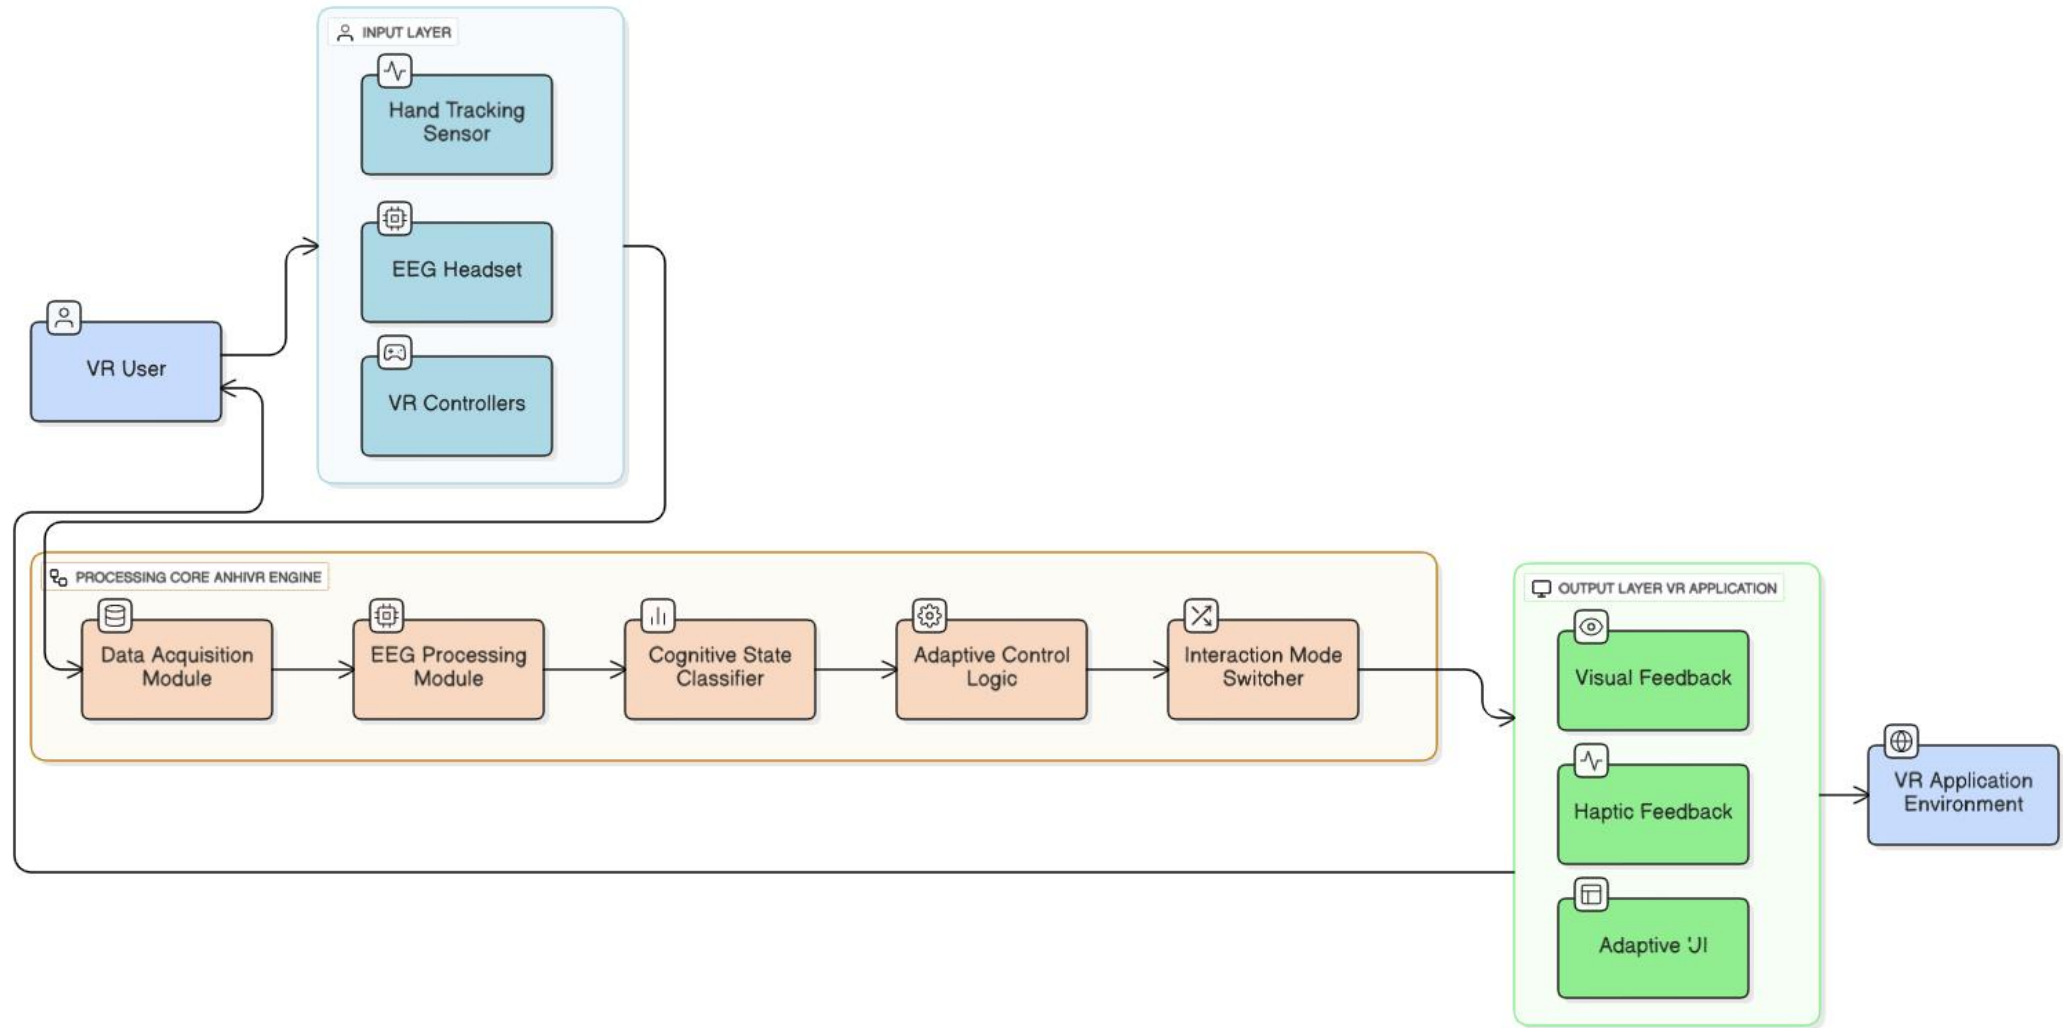 INPUT LAYER
Hand Tracking
Sensor
EEG Headset
VR Controllers
VR User
PROCESSING CORE ANHIVR ENGINE
Data Acquisition
Module
EEG Processing
Module
Cognitive State
Classifier
Adaptive Control
Logic
Interaction Mode
Switcher
OUTPUT LAYER VR APPLICATION
Visual Feedback
Haptic Feedback
Adaptive UI
VR Application
Environment